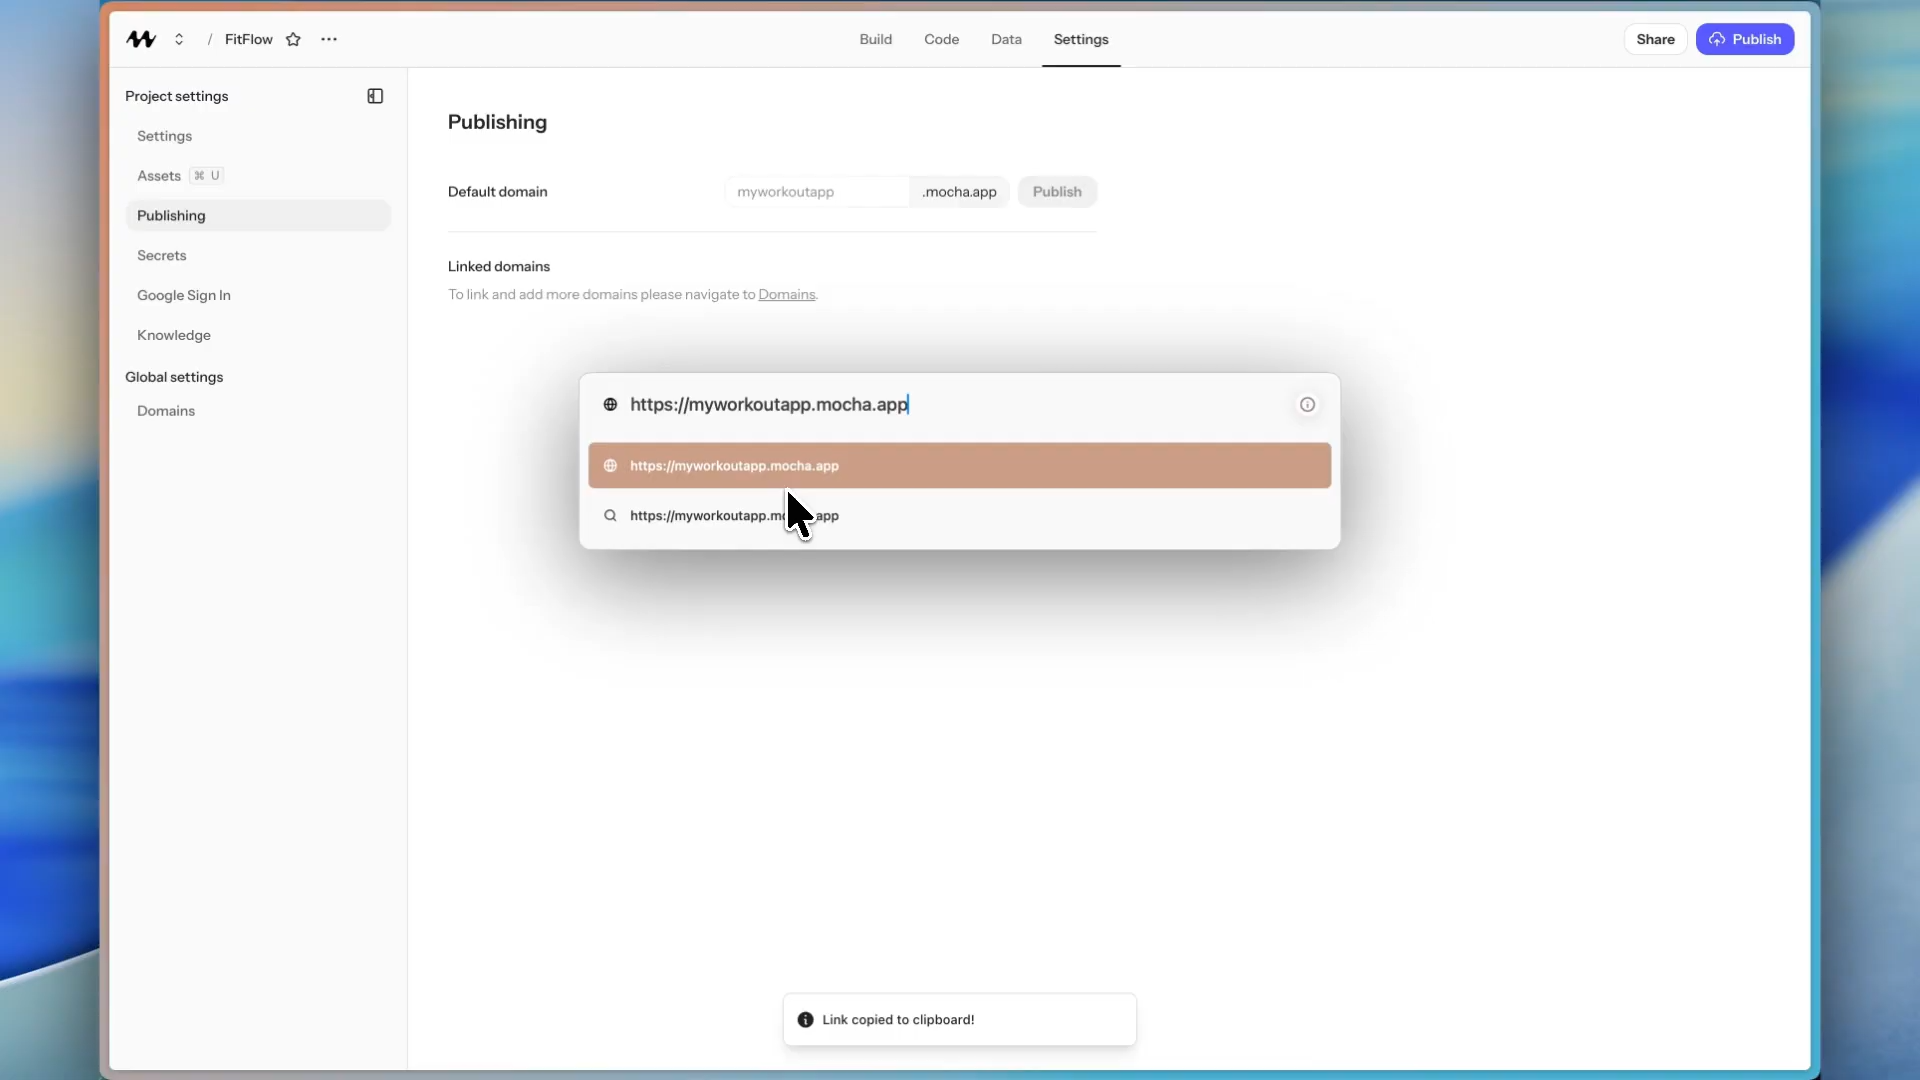 / FitFlow
Build
Code
Data
Settings
Share
Publish
Project settings
Settings
Assets ⌘ U
Publishing
Secrets
Google Sign In
Knowledge
Global settings
Domains
Publishing
Default domain
myworkoutapp
.mocha.app
Publish
Linked domains
To link and add more domains please navigate to Domains.
https://myworkoutapp.mocha.app
https://myworkoutapp.mocha.app
https://myworkoutapp.m app
Link copied to clipboard!